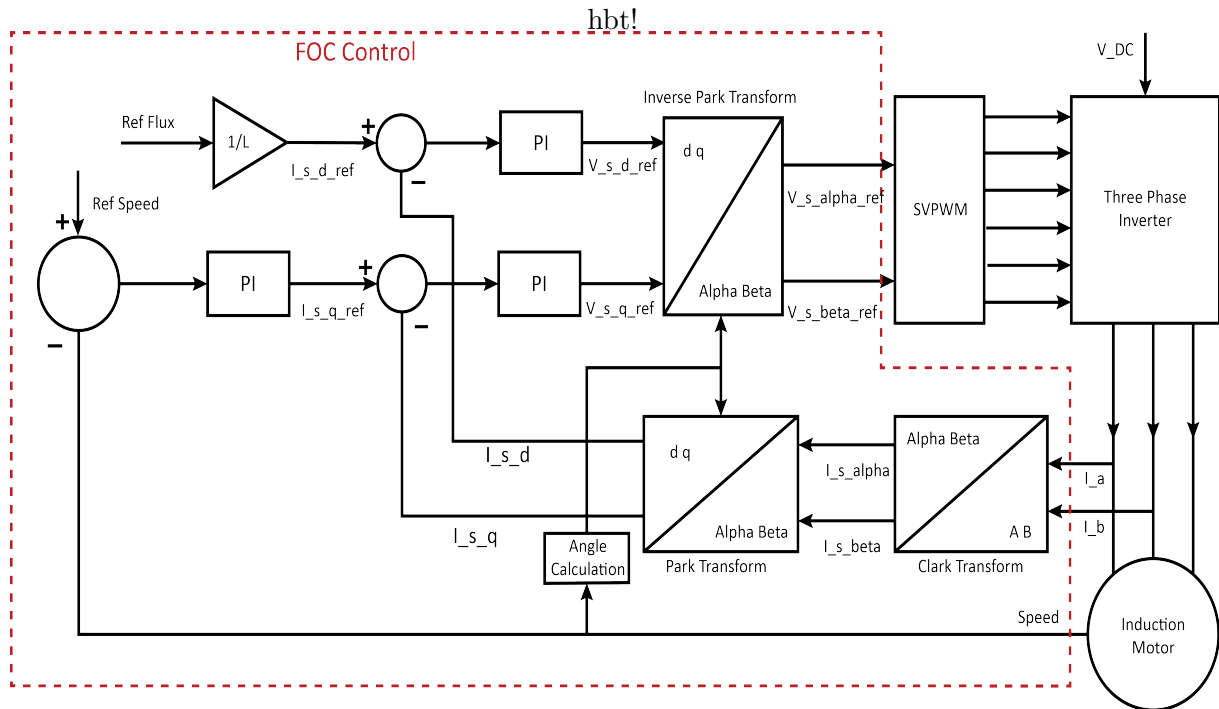 hbt!
FOC Control
V_DC
Inverse Park Transform
Ref Flux
1/L
+
I_s_d_ref
−
PI
V_s_d_ref
d q
Alpha Beta
V_s_alpha_ref
V_s_beta_ref
SVPWM
Three Phase
Inverter
Ref Speed
+
−
PI
I_s_q_ref
+
−
PI
V_s_q_ref
I_s_d
I_s_q
d q
Alpha Beta
Park Transform
I_s_alpha
I_s_beta
Alpha Beta
A B
Clark Transform
I_a
I_b
Angle
Calculation
Speed
Induction
Motor